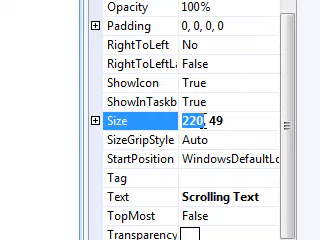 Opacity 100%
Padding 0, 0, 0, 0
RightToLeft No
RightToLeftLa False
ShowIcon True
ShowInTaskb True
Size 220, 49
SizeGripStyle Auto
StartPosition WindowsDefaultLo
Tag
Text Scrolling Text
TopMost False
Transparency